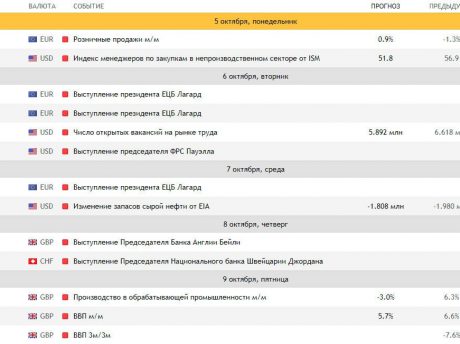 ВАЛЮТА СОБЫТИЕ ПРОГНОЗ ПРЕДЫДУ
5 октября, понедельник
EUR Розничные продажи м/м 0.9% -1.3%
USD Индекс менеджеров по закупкам в непроизводственном секторе от ISM 51.8 56.9
6 октября, вторник
EUR Выступление президента ЕЦБ Лагард
EUR Выступление президента ЕЦБ Лагард
USD Число открытых вакансий на рынке труда 5.892 млн 6.618 м
USD Выступление председателя ФРС Пауэлла
7 октября, среда
EUR Выступление президента ЕЦБ Лагард
USD Изменение запасов сырой нефти от EIA -1.808 млн -1.980 м
8 октября, четверг
GBP Выступление Председателя Банка Англии Бейли
CHF Выступление Председателя Национального банка Швейцарии Джордана
9 октября, пятница
GBP Производство в обрабатывающей промышленности м/м -3.0% 6.3%
GBP ВВП м/м 5.7% 6.6%
GBP ВВП 3м/3м -7.6%